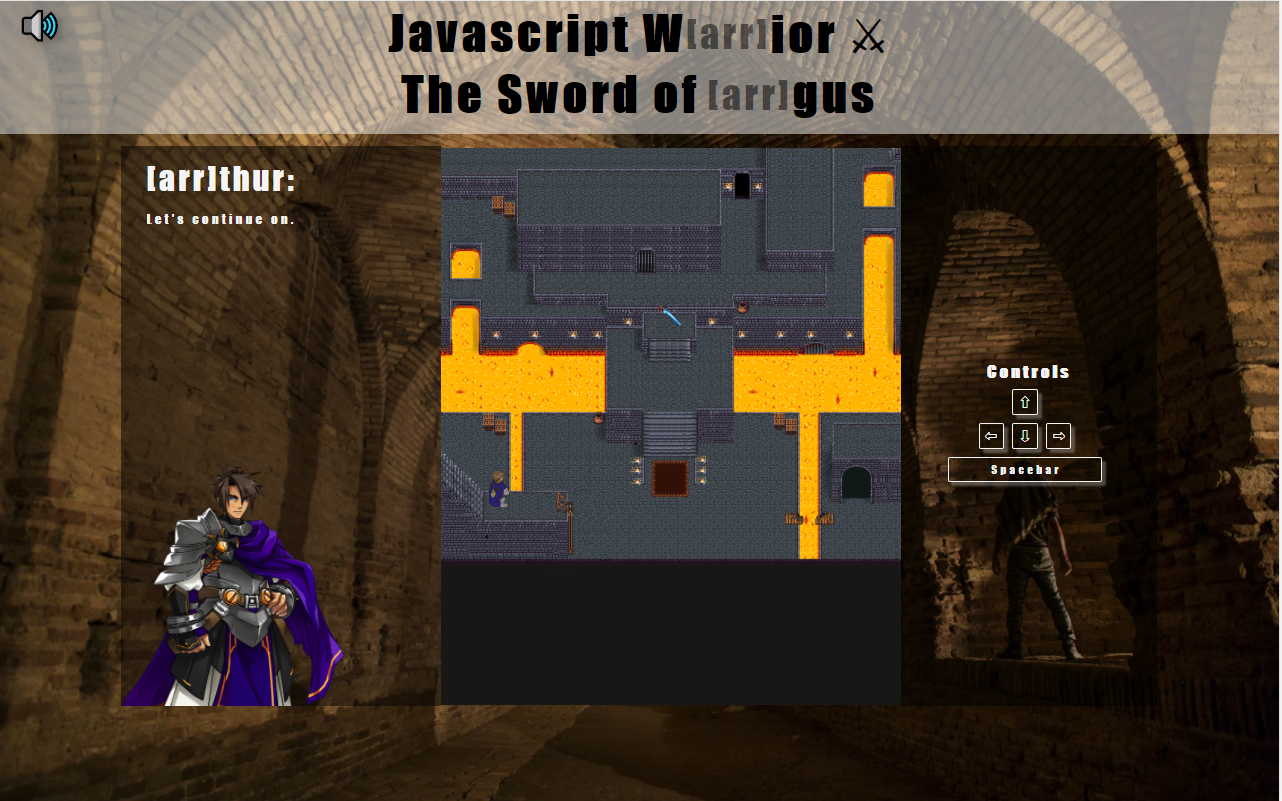 Javascript W[arr]ior ⚔
The Sword of [arr]gus
[arr]thur:
Let's continue on.
Controls
⇧
⇦ ⇩ ⇨
Spacebar